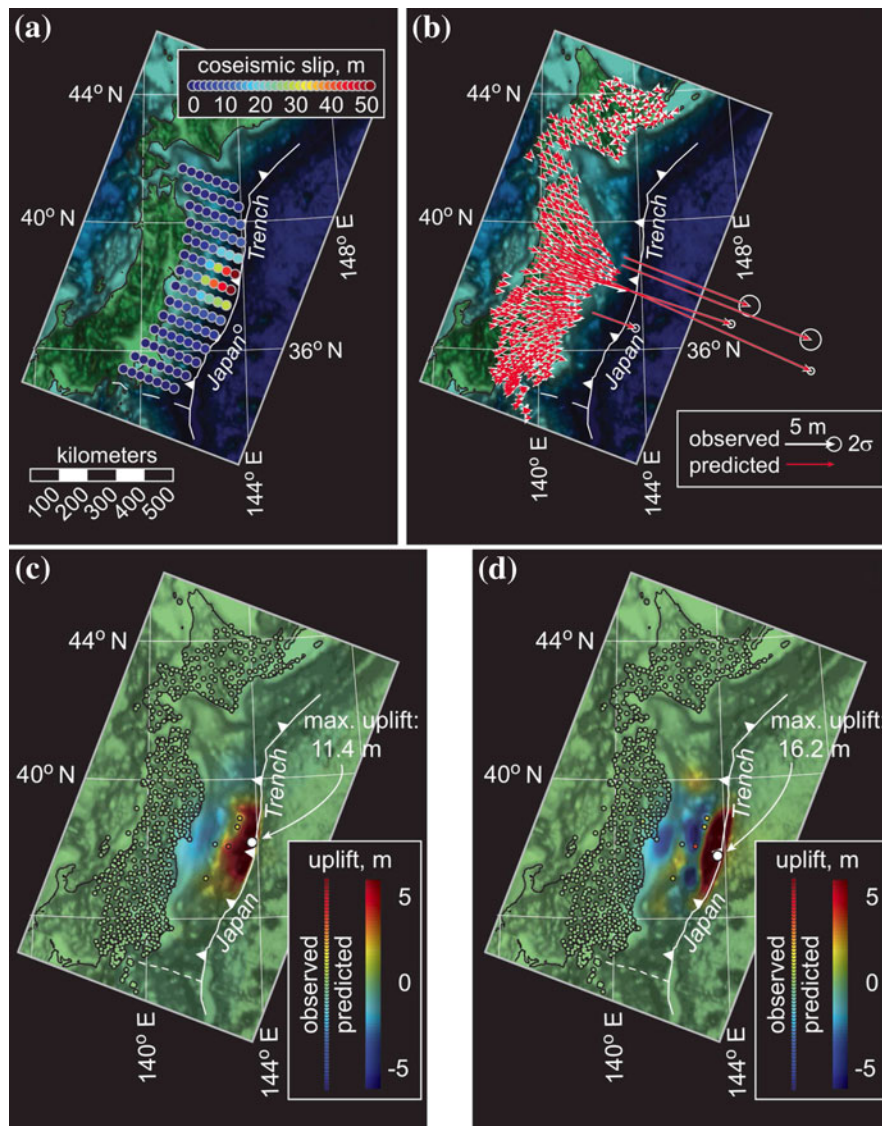 (a)
coseismic slip, m
0 10 20 30 40 50
44° N
40° N
Trench
148° E
36° N
Japan
kilometers
100 200 300 400 500
144° E
(b)
44° N
40° N
Trench
148° E
36° N
Japan
5 m
observed 2σ
predicted
140° E
144° E
(c)
44° N
max. uplift:
11.4 m
40° N
Trench
uplift, m
5
Japan
observed
predicted
0
-5
140° E
144° E
(d)
44° N
max. uplift:
16.2 m
40° N
Trench
uplift, m
5
Japan
observed
predicted
0
-5
140° E
144° E